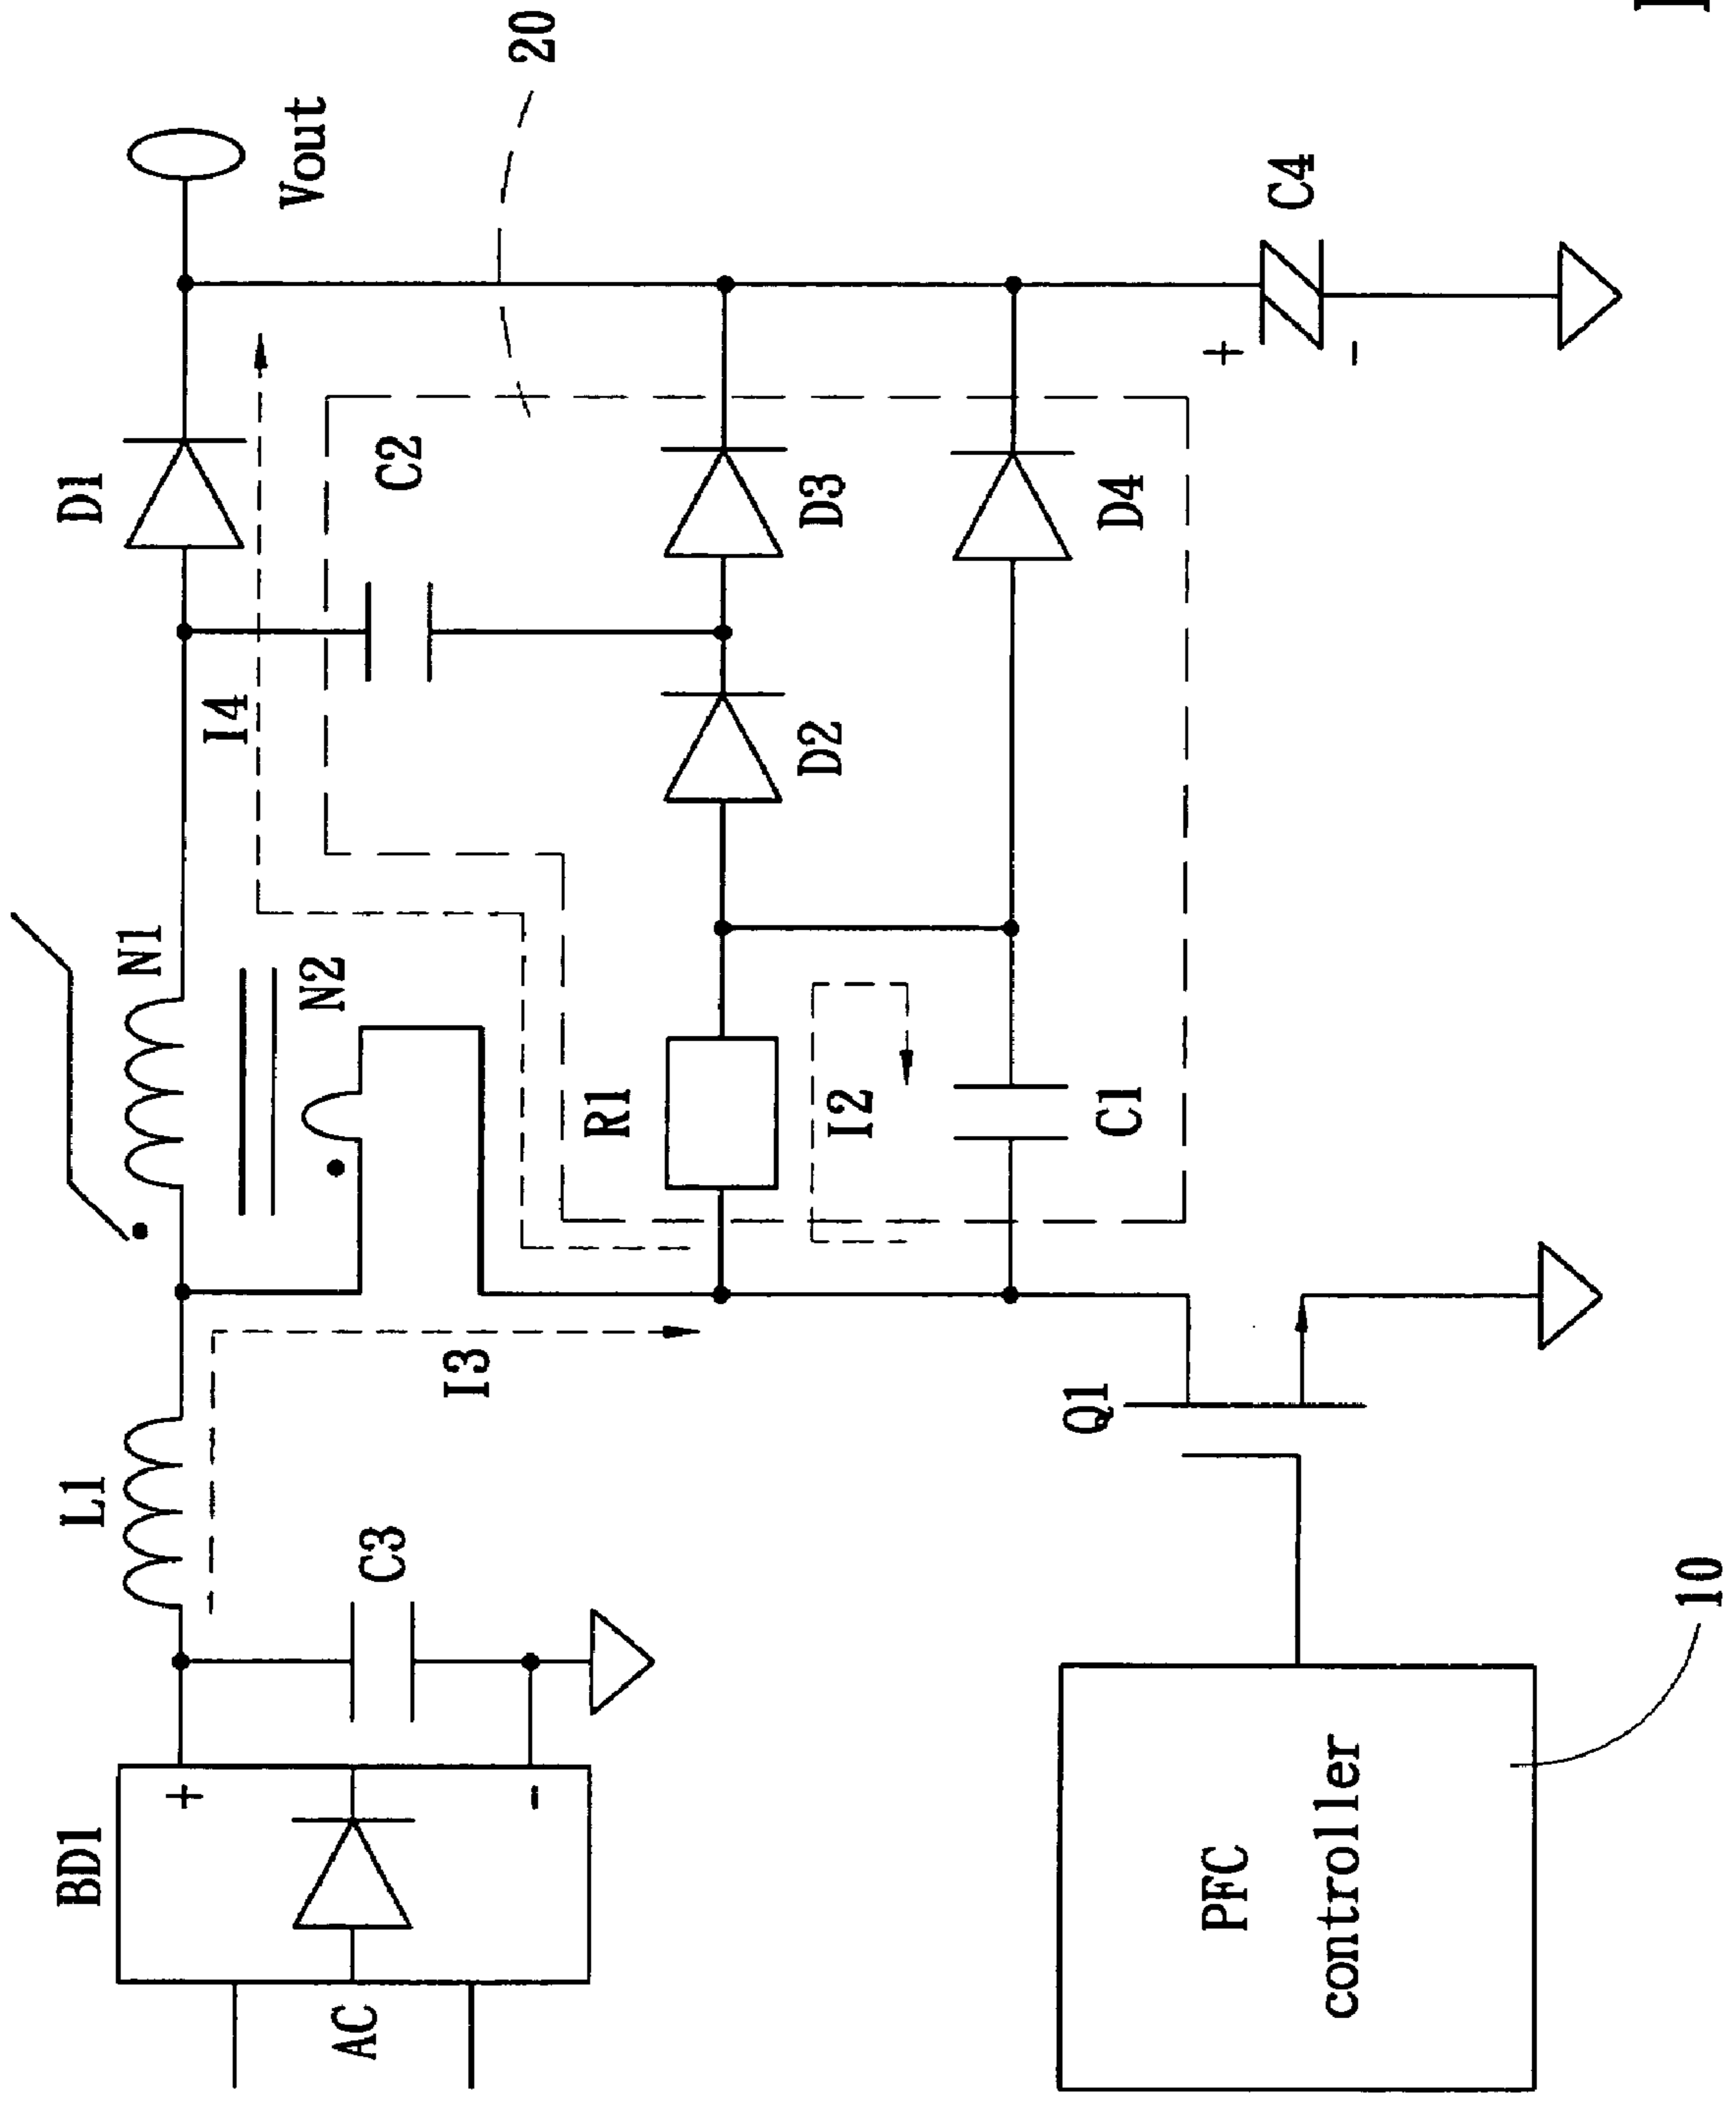 BD1
AC
+
-
L1
C3
I3
N1
N2
I4
D1
Vout
C2
20
R1
D2
D3
I2
C1
D4
+
-
C4
Q1
PFC
controller
10